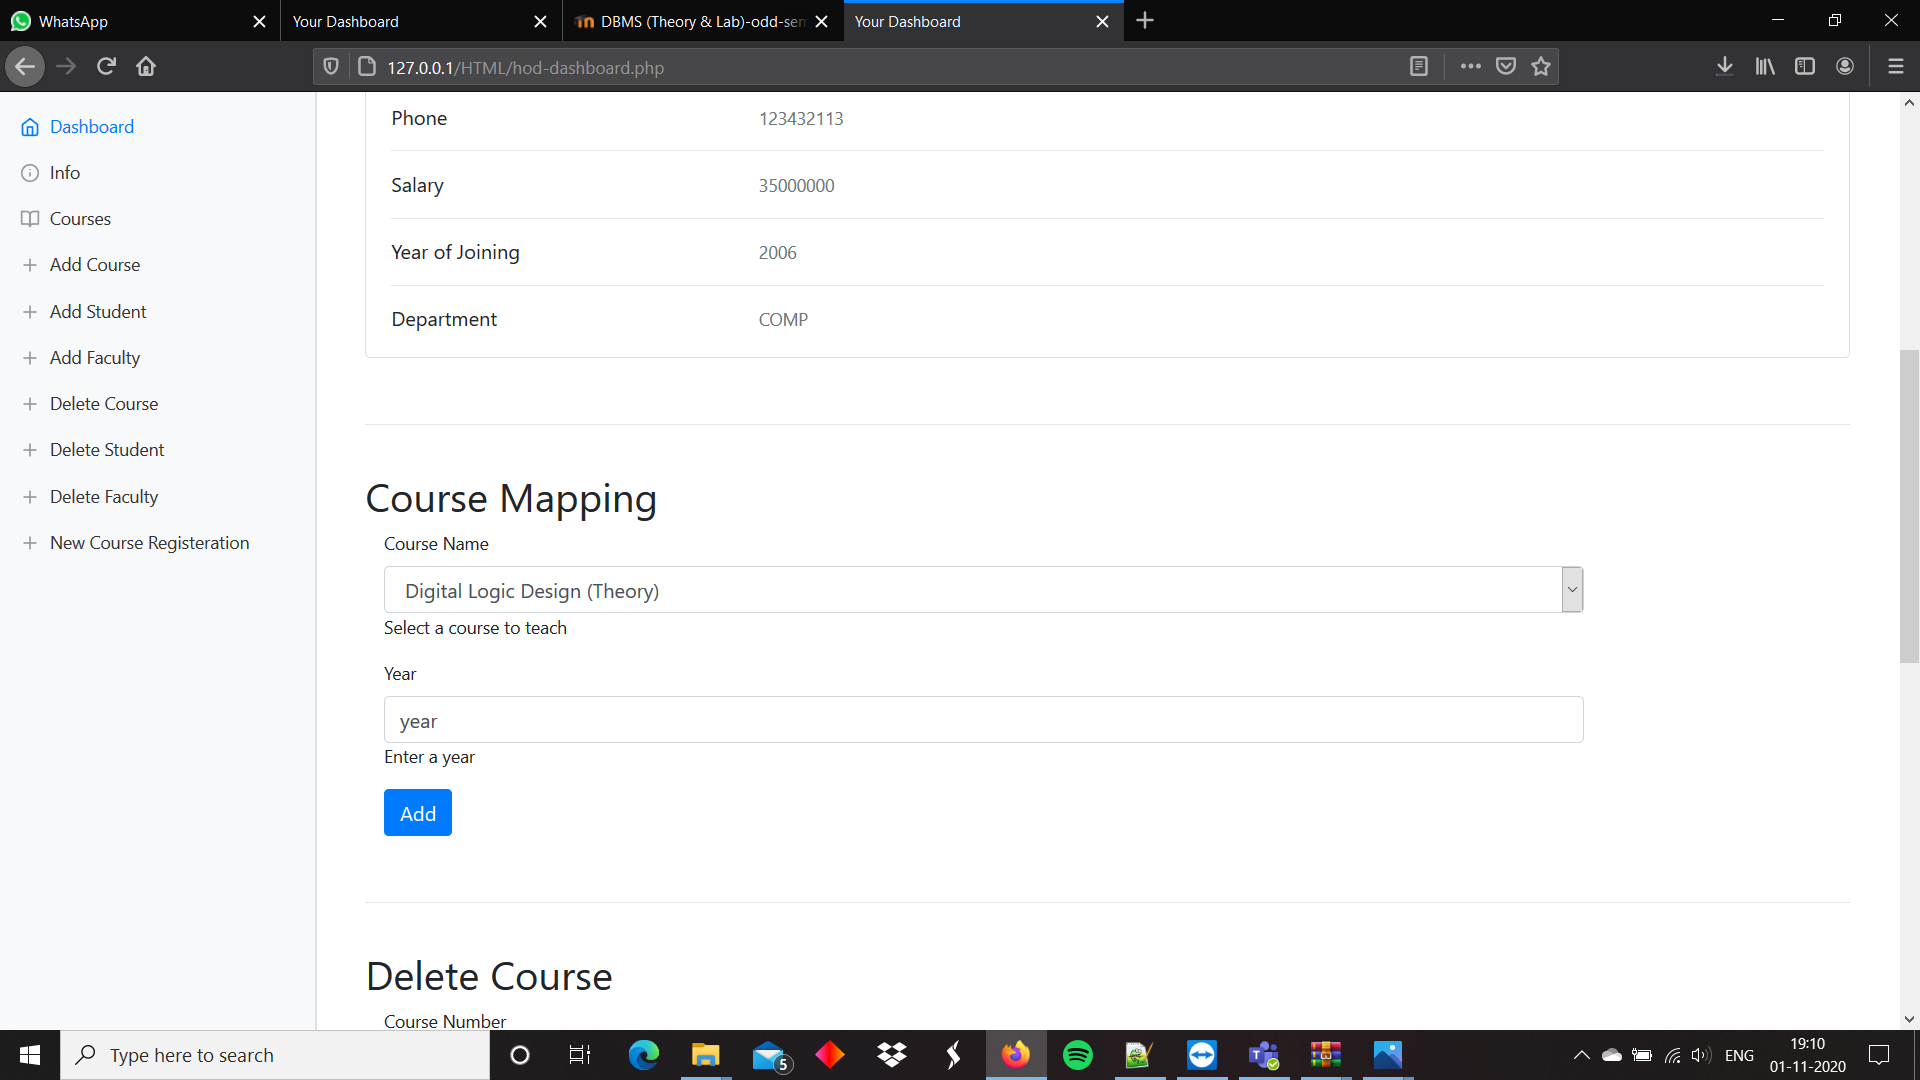 WhatsApp
Your Dashboard
DBMS (Theory & Lab)-odd-sem
Your Dashboard
127.0.0.1/HTML/hod-dashboard.php
Dashboard
Info
Courses
Add Course
Add Student
Add Faculty
Delete Course
Delete Student
Delete Faculty
New Course Registeration
Phone 123432113
Salary 35000000
Year of Joining 2006
Department COMP
Course Mapping
Course Name
Digital Logic Design (Theory)
Select a course to teach
Year
year
Enter a year
Add
Delete Course
Course Number
Type here to search
5
ENG
19:10
01-11-2020